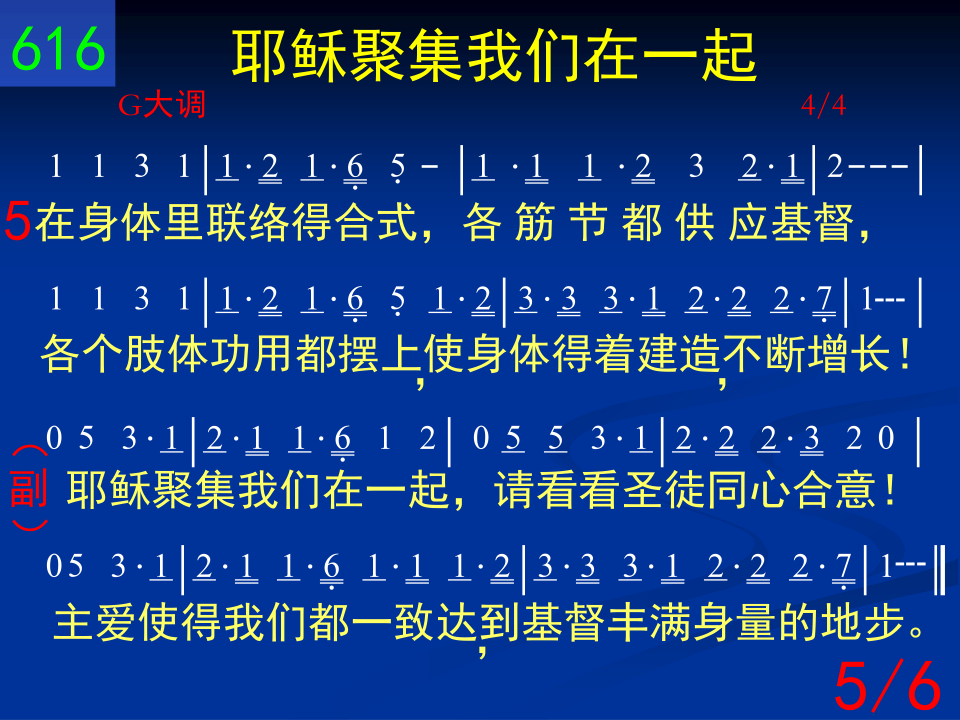 616
耶稣聚集我们在一起
G大调 4/4
1 1 3 1|1·2 1·6 5 - |1 ·1 1 ·2 3 2·1|2---|
5在身体里联络得合式，各 筋 节 都 供 应基督，
1 1 3 1|1·2 1·6 5 1·2|3·3 3·1 2·2 2·7|1---|
各个肢体功用都摆上，使身体得着建造，不断增长！
0 5 3·1|2·1 1·6 1 2| 0 5 5 3·1|2·2 2·3 2 0 |
（副） 耶稣聚集我们在一起，请看看圣徒同心合意！
05 3·1|2·1 1·6 1·1 1·2|3·3 3·1 2·2 2·7|1---‖
主爱使得我们都一致，达到基督丰满身量的地步。
5/6